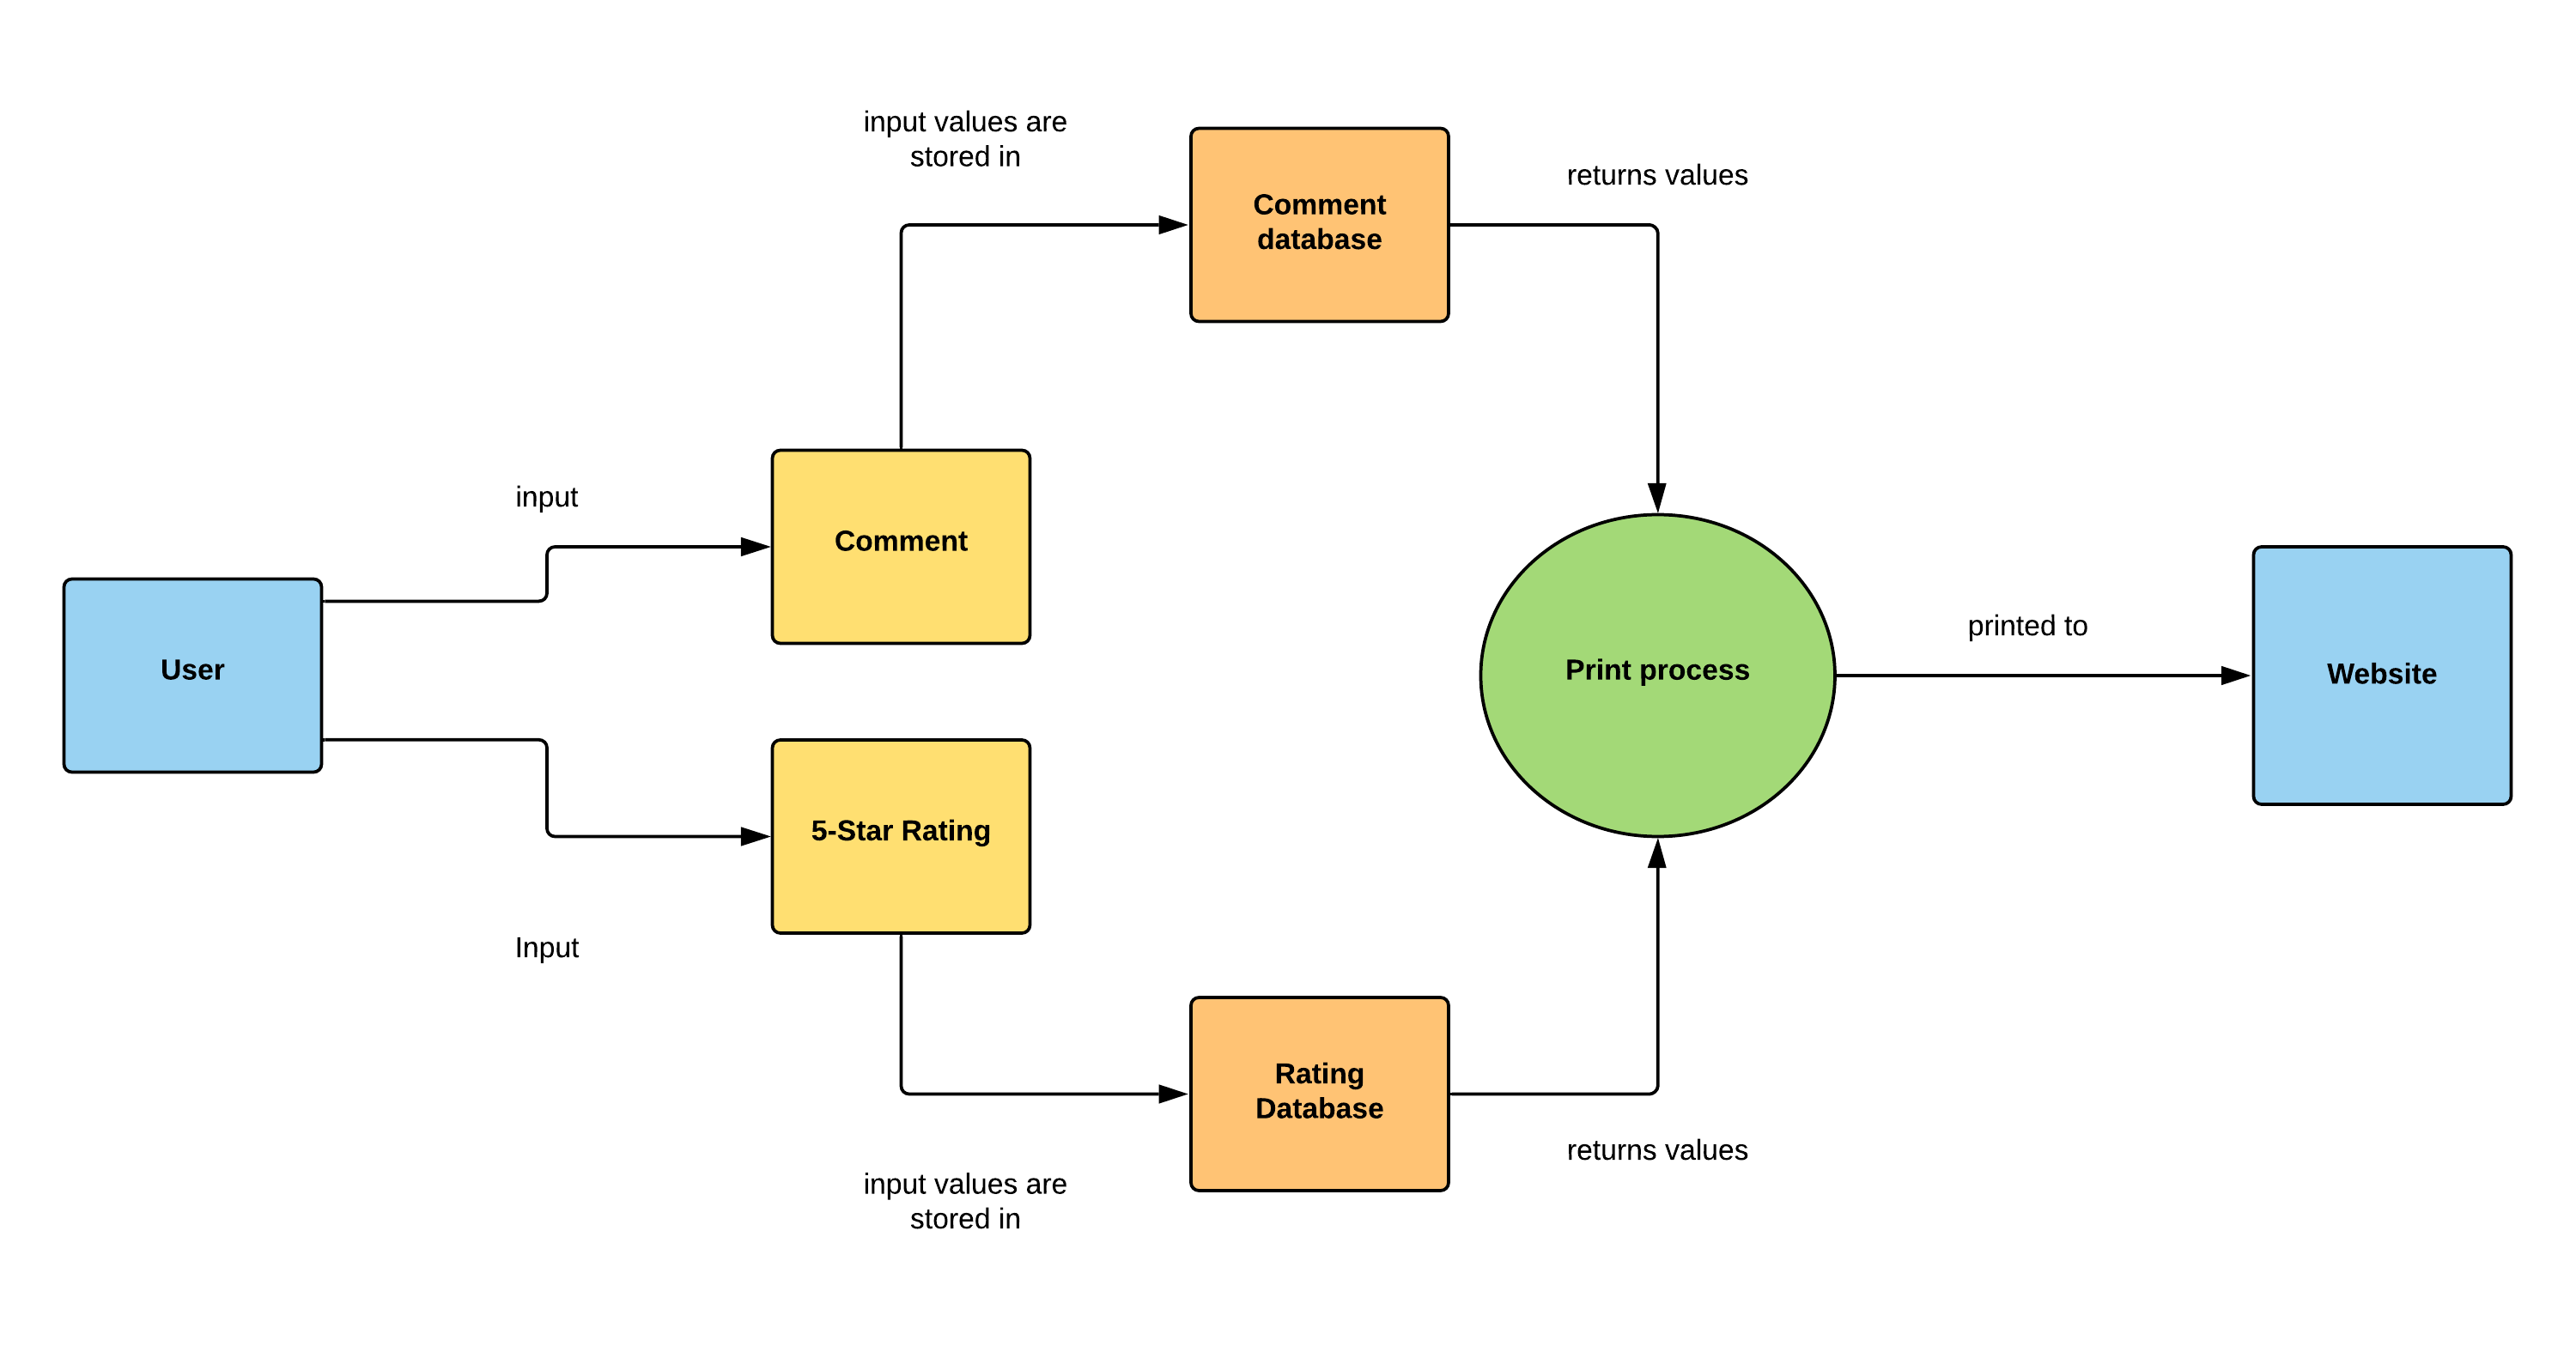 input values are
stored in
Comment
database
returns values
input
Comment
User
Print process
printed to
Website
5-Star Rating
Input
Rating
Database
returns values
input values are
stored in